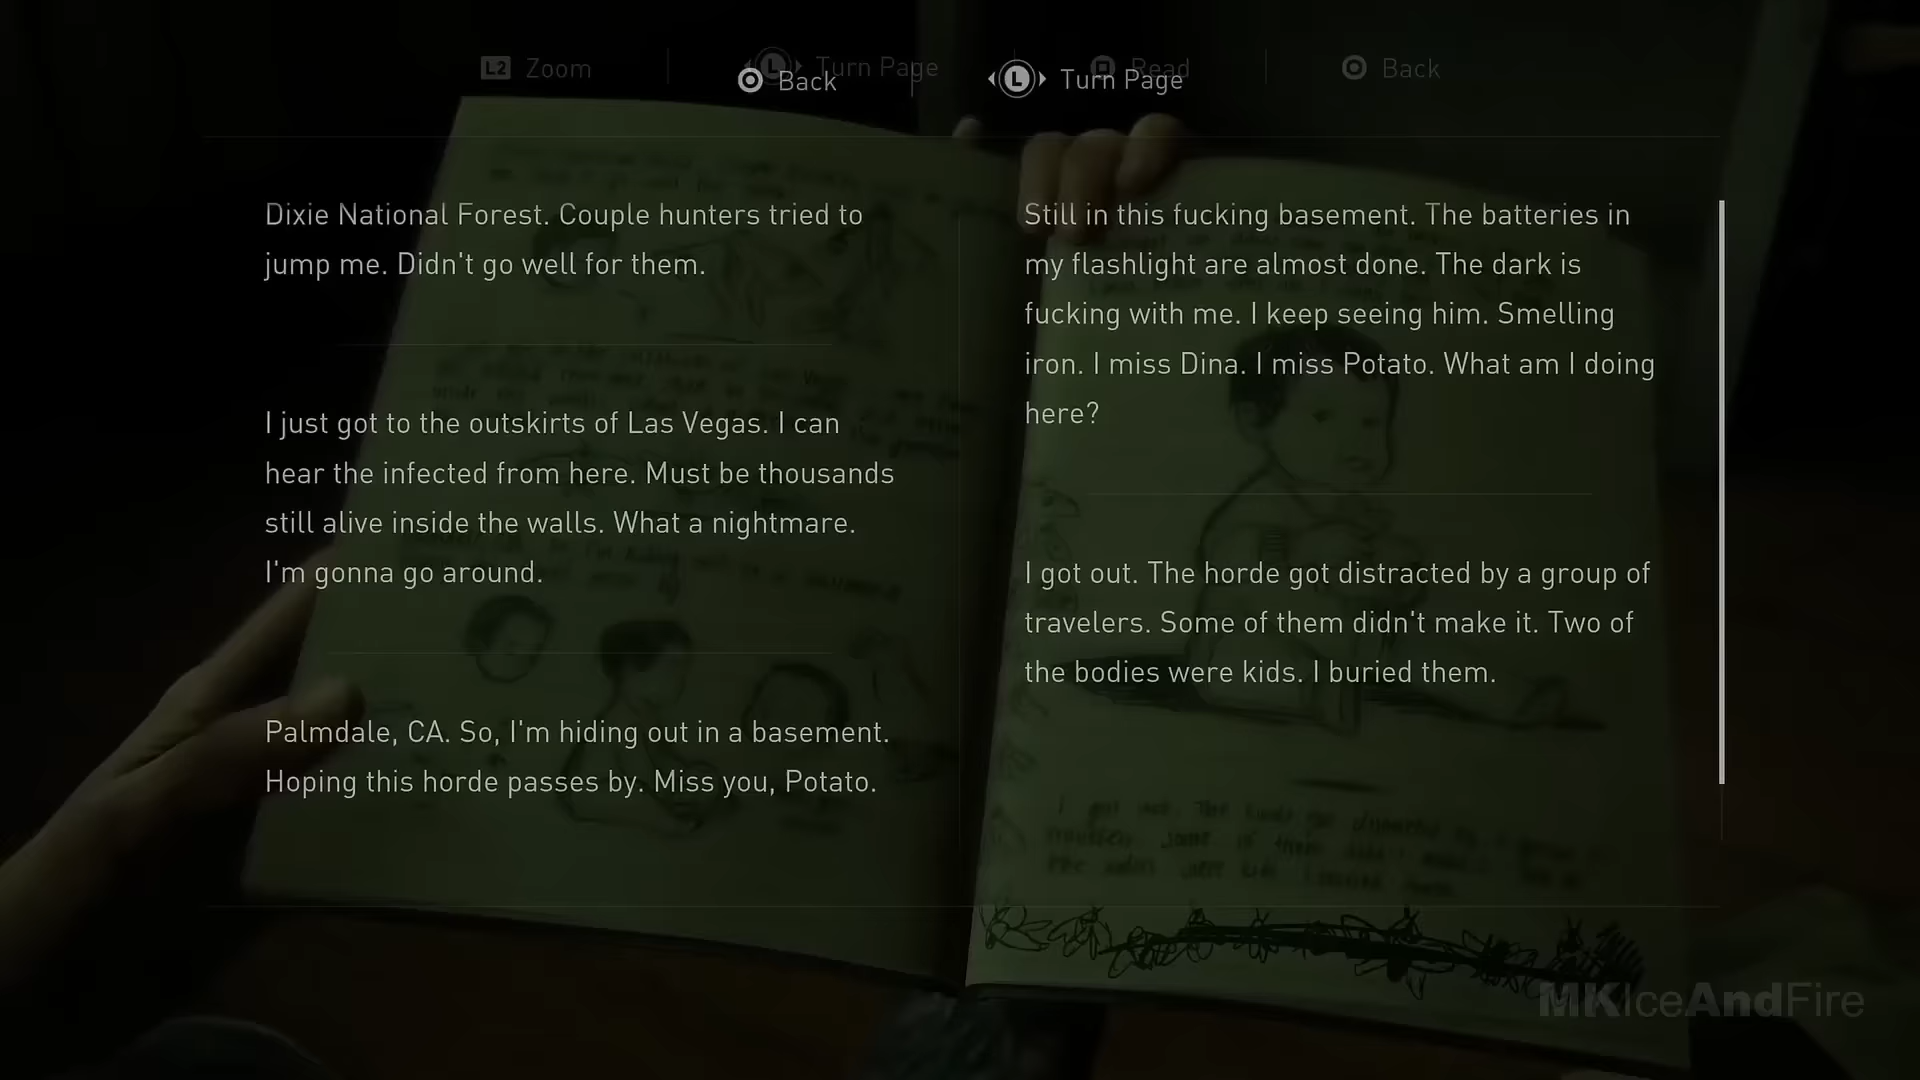 L2 Zoom
L Turn Page
Read
Back
Back
L Turn Page
Dixie National Forest. Couple hunters tried to
jump me. Didn't go well for them.
I just got to the outskirts of Las Vegas. I can
hear the infected from here. Must be thousands
still alive inside the walls. What a nightmare.
I'm gonna go around.
Palmdale, CA. So, I'm hiding out in a basement.
Hoping this horde passes by. Miss you, Potato.
Still in this fucking basement. The batteries in
my flashlight are almost done. The dark is
fucking with me. I keep seeing him. Smelling
iron. I miss Dina. I miss Potato. What am I doing
here?
I got out. The horde got distracted by a group of
travelers. Some of them didn't make it. Two of
the bodies were kids. I buried them.
MKIceAndFire